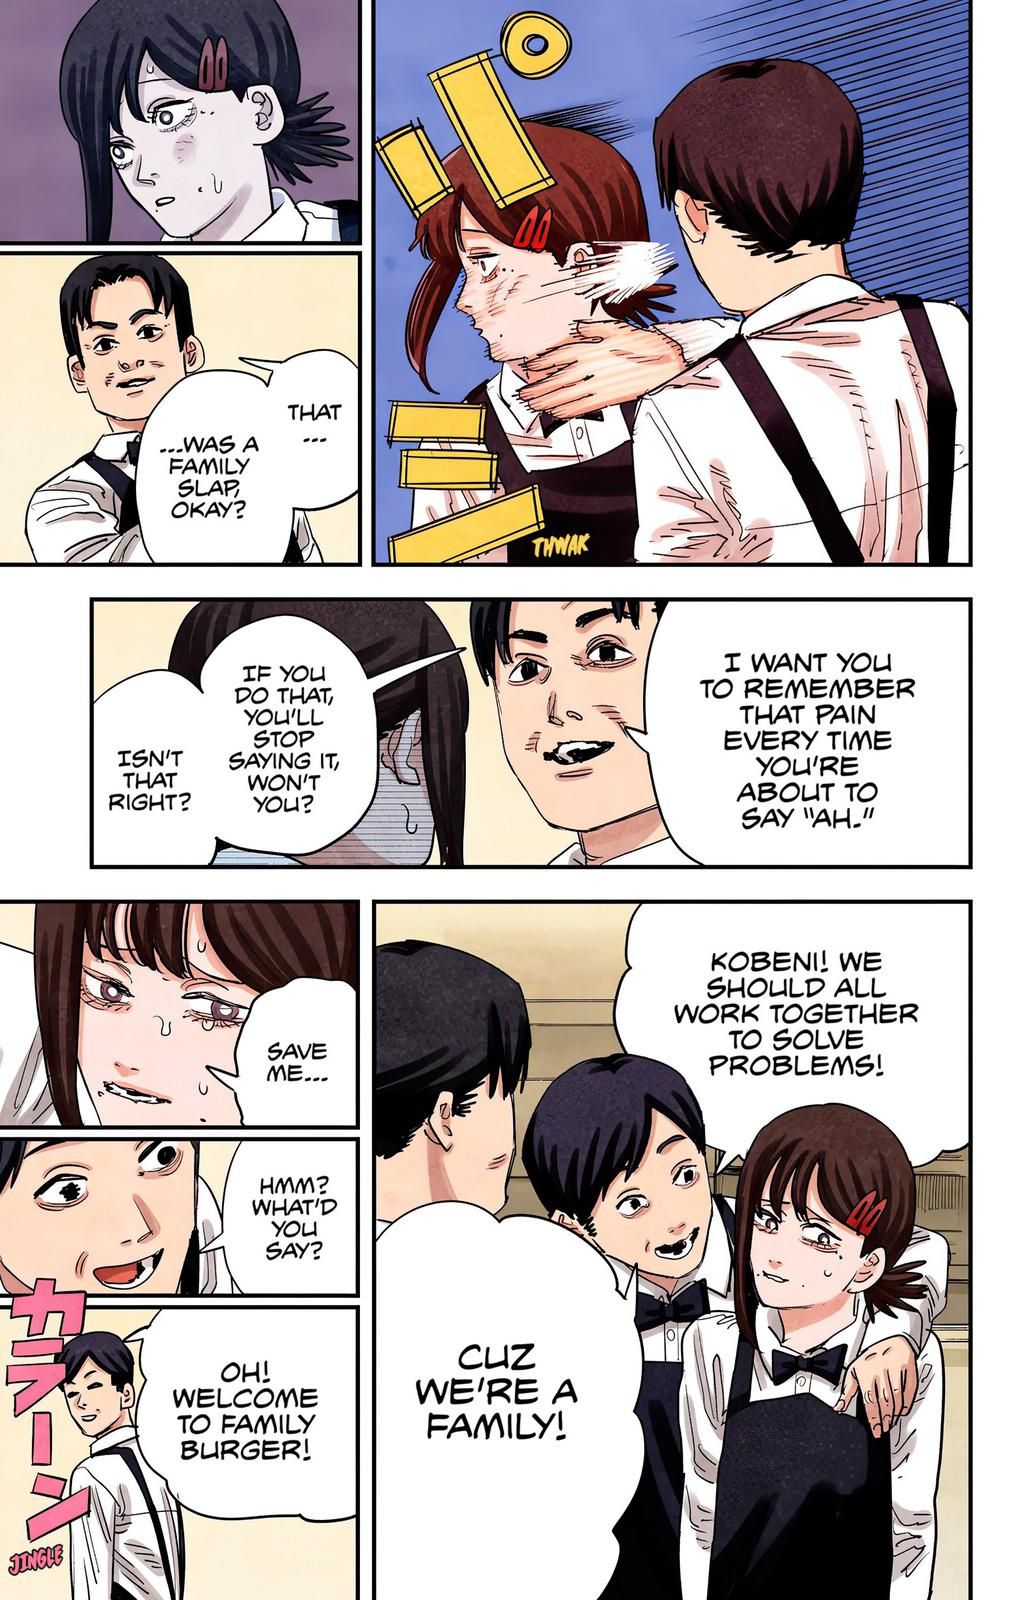 THWAK
THAT
...
...WAS A
FAMILY
SLAP,
OKAY?
I WANT YOU
TO REMEMBER
THAT PAIN
EVERY TIME
YOU'RE
ABOUT TO
SAY "AH."
IF YOU
DO THAT,
YOU'LL
STOP
SAYING IT,
WON'T
YOU?
ISN'T
THAT
RIGHT?
KOBENI! WE
SHOULD ALL
WORK TOGETHER
TO SOLVE
PROBLEMS!
CUZ
WE'RE A
FAMILY!
SAVE
ME...
HMM?
WHAT'D
YOU
SAY?
OH!
WELCOME
TO FAMILY
BURGER!
カラーン
JINGLE